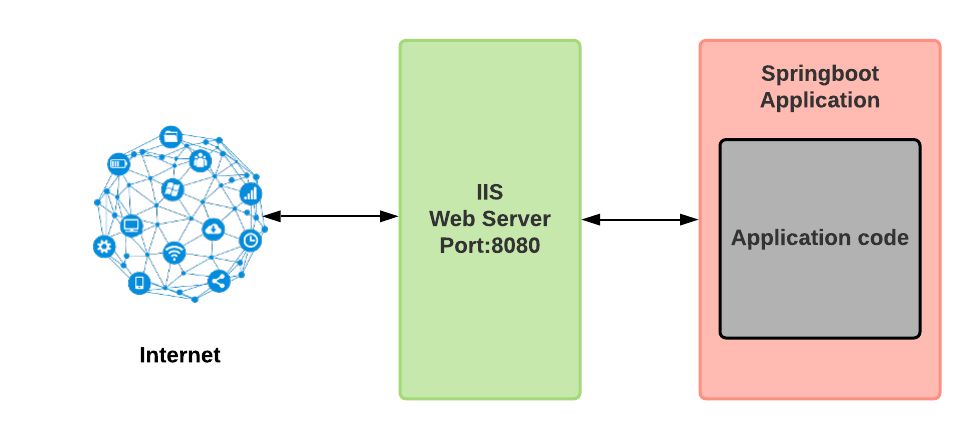 Internet
IIS
Web Server
Port:8080
Springboot
Application
Application code